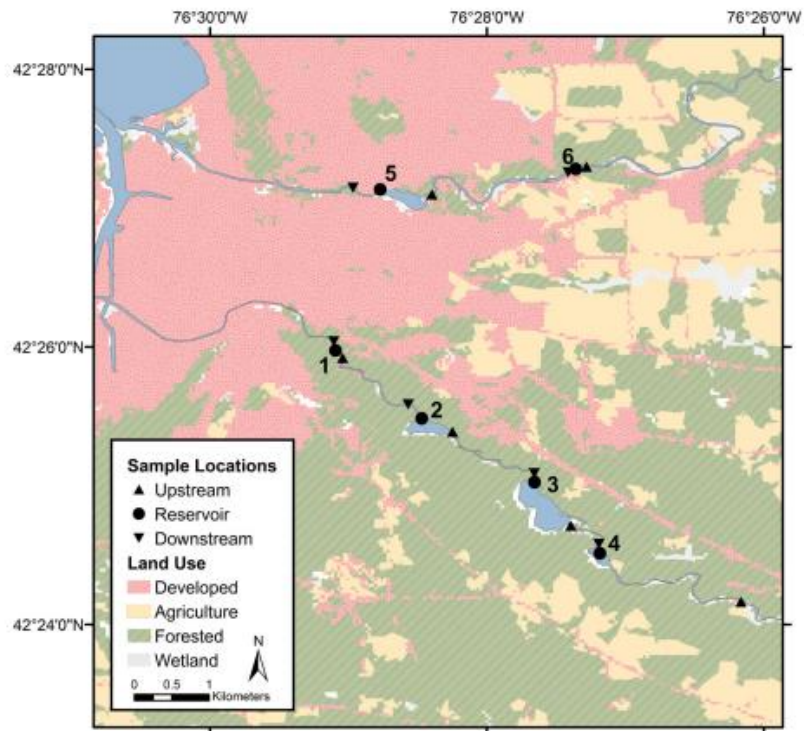 76°30'0"W 76°28'0"W 76°26'0"W
42°28'0"N
6
5
42°26'0"N
1
2
3
4
Sample Locations
Upstream
Reservoir
Downstream
Land Use
Developed
Agriculture
Forested
Wetland
N
0 0.5 1
Kilometers
42°24'0"N